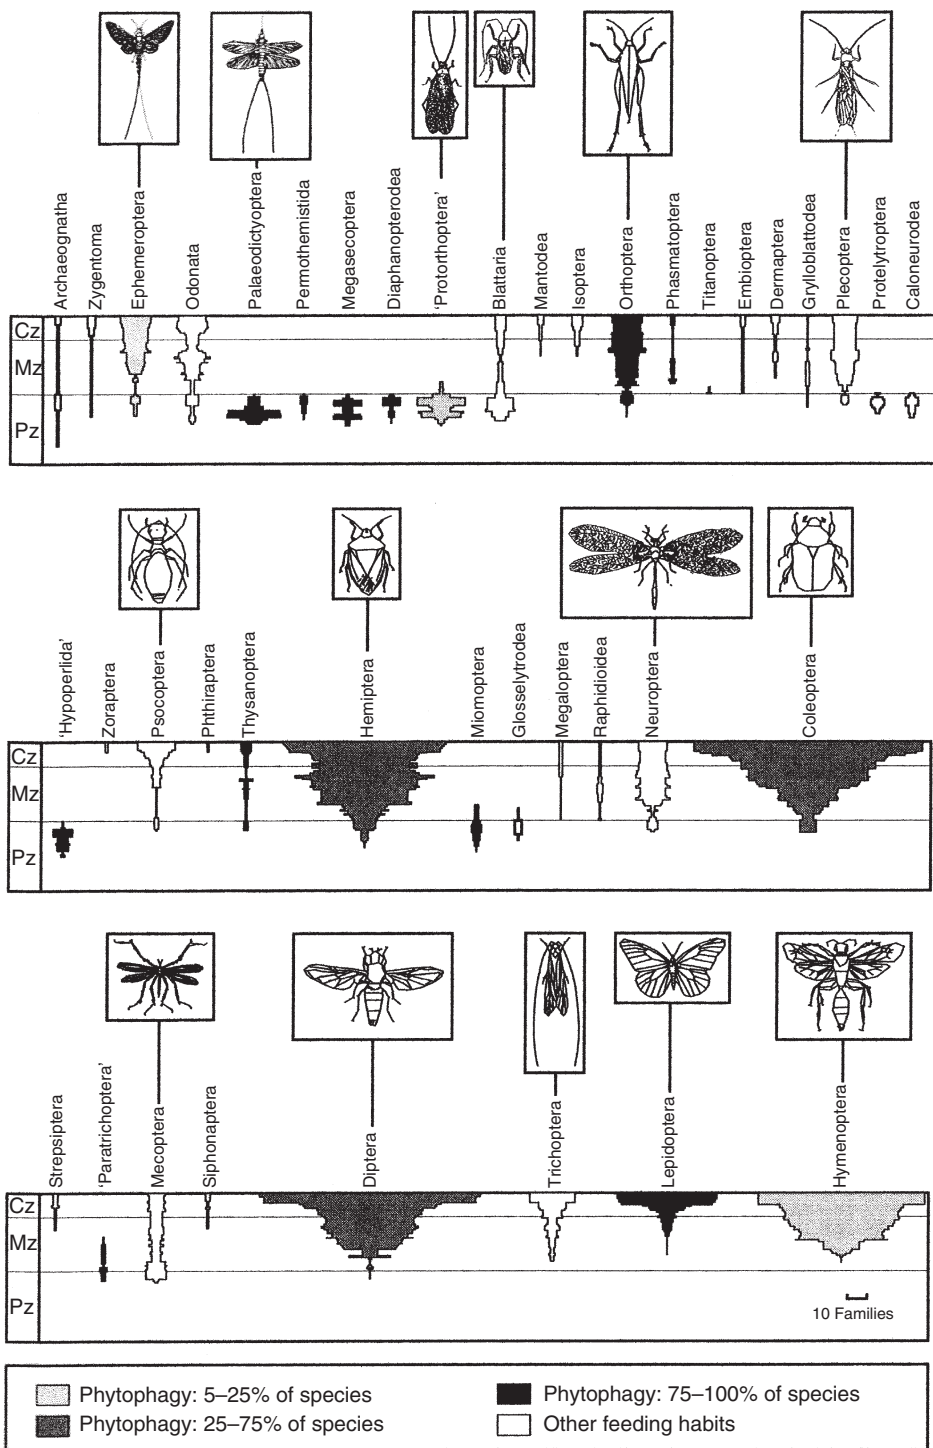 Archaeognatha
Zygentoma
Ephemeroptera
Odonata
Palaeodictyoptera
Permothemistida
Megasecoptera
Diaphanopterodea
'Protorthoptera'
Blattaria
Mantodea
Isoptera
Orthoptera
Phasmatoptera
Titanoptera
Embioptera
Dermaptera
Grylloblattodea
Plecoptera
Protelytroptera
Caloneurodea
Cz
Mz
Pz
'Hypoperlida'
Zoraptera
Psocoptera
Phthiraptera
Thysanoptera
Hemiptera
Miomoptera
Glosselytrodea
Megaloptera
Raphidioidea
Neuroptera
Coleoptera
Cz
Mz
Pz
Strepsiptera
'Paratrichoptera'
Mecoptera
Siphonaptera
Diptera
Trichoptera
Lepidoptera
Hymenoptera
Cz
Mz
Pz
10 Families
Phytophagy: 5–25% of species
Phytophagy: 75–100% of species
Phytophagy: 25–75% of species
Other feeding habits